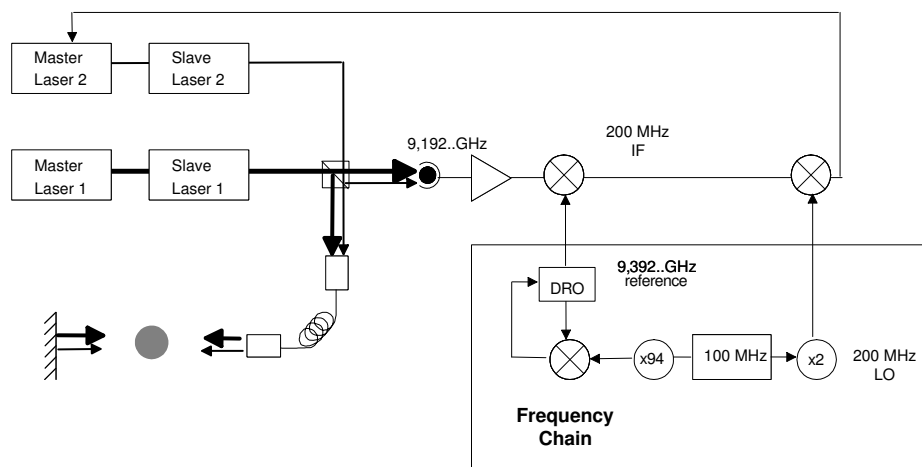 Master
Laser 2
Slave
Laser 2
Master
Laser 1
Slave
Laser 1
9,192..GHz
200 MHz
IF
DRO
9,392..GHz
reference
x94
100 MHz
x2
200 MHz
LO
Frequency
Chain